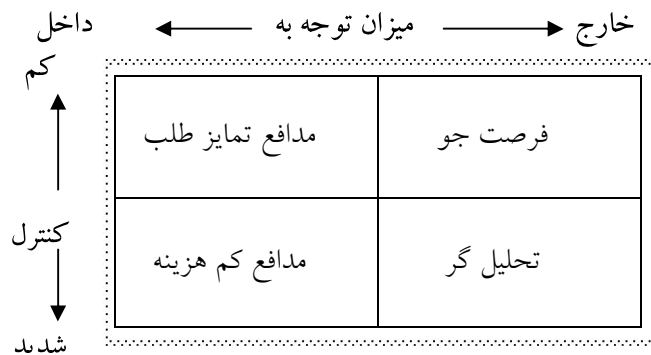 خارج میزان توجه به داخل
کم
فرصت جو مدافع تمایز طلب
کنترل
تحلیل گر مدافع کم هزینه
شدید